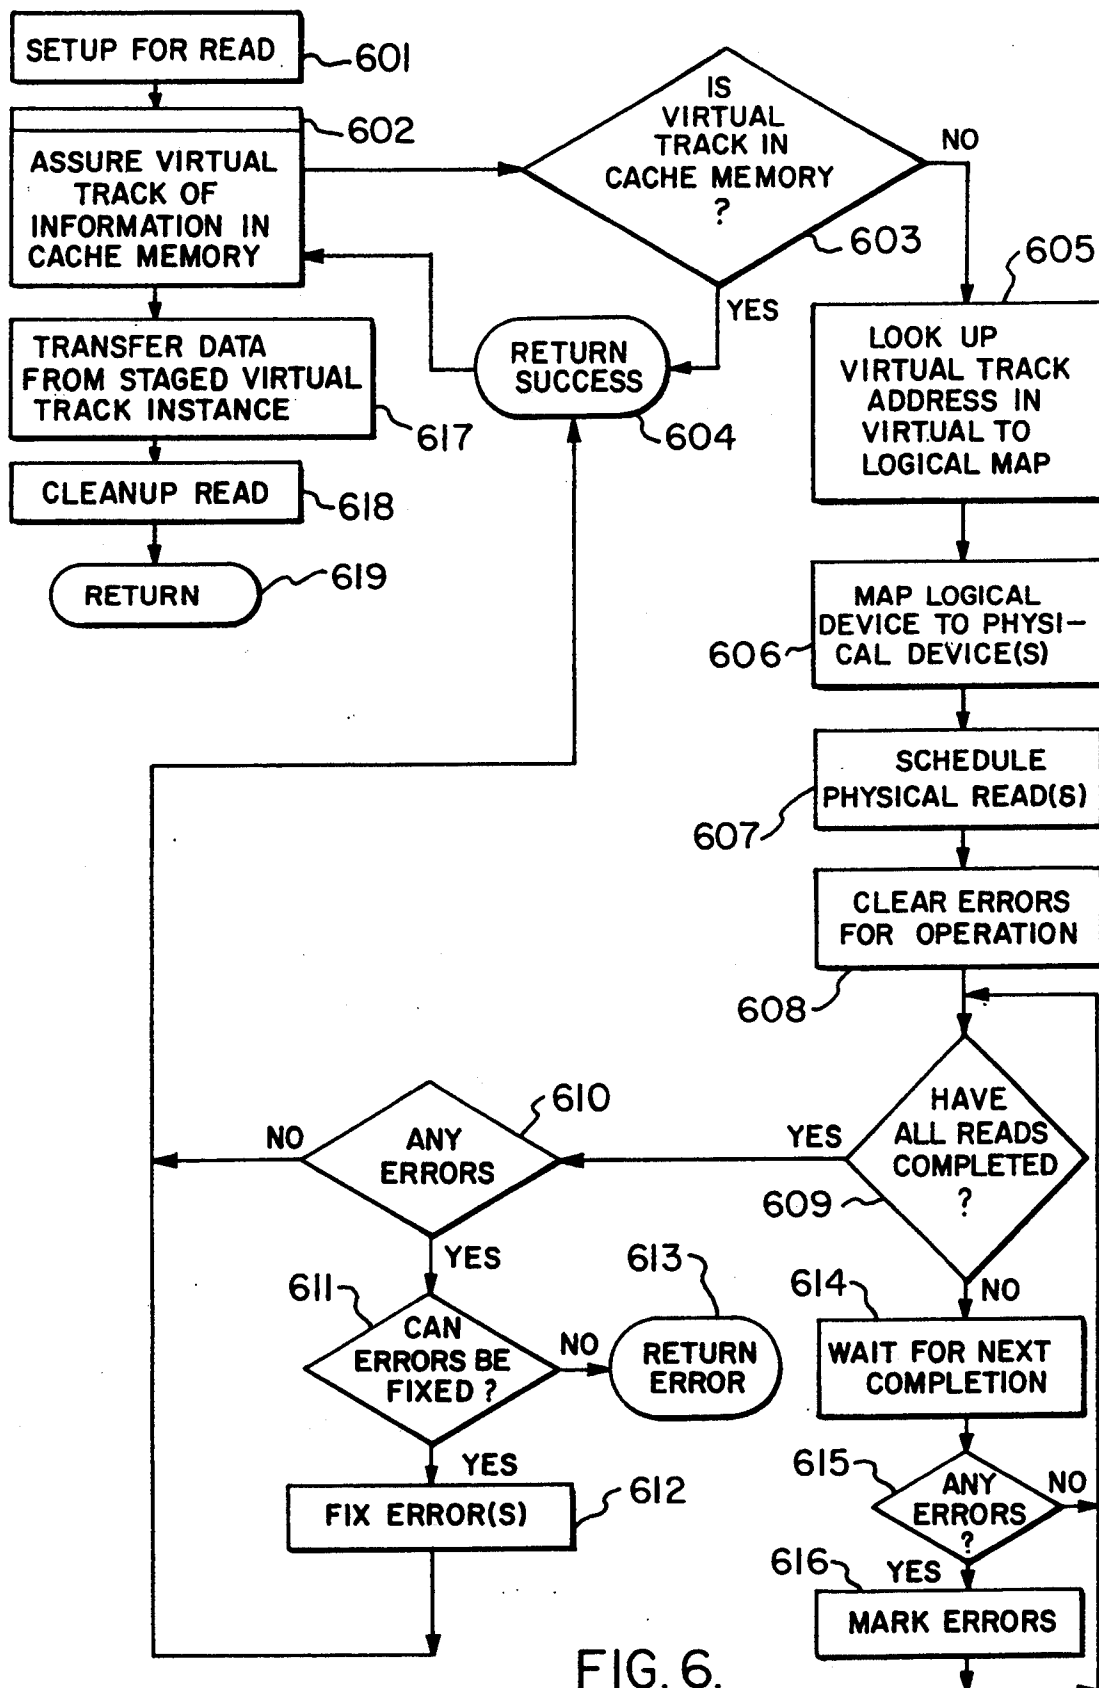 SETUP FOR READ
601
602
ASSURE VIRTUAL
TRACK OF
INFORMATION IN
CACHE MEMORY
TRANSFER DATA
FROM STAGED VIRTUAL
TRACK INSTANCE
617
CLEANUP READ
618
RETURN
619
IS
VIRTUAL
TRACK IN
CACHE MEMORY
?
603
NO
YES
RETURN
SUCCESS
604
605
LOOK UP
VIRTUAL TRACK
ADDRESS IN
VIRTUAL TO
LOGICAL MAP
MAP LOGICAL
DEVICE TO PHYSI-
CAL DEVICE(S)
606
SCHEDULE
PHYSICAL READ(S)
607
CLEAR ERRORS
FOR OPERATION
608
HAVE
ALL READS
COMPLETED
?
609
YES
NO
610
ANY
ERRORS
NO
YES
611
CAN
ERRORS BE
FIXED ?
NO
613
RETURN
ERROR
YES
FIX ERROR(S)
612
614
WAIT FOR NEXT
COMPLETION
615
ANY
ERRORS
?
NO
YES
616
MARK ERRORS
FIG. 6.